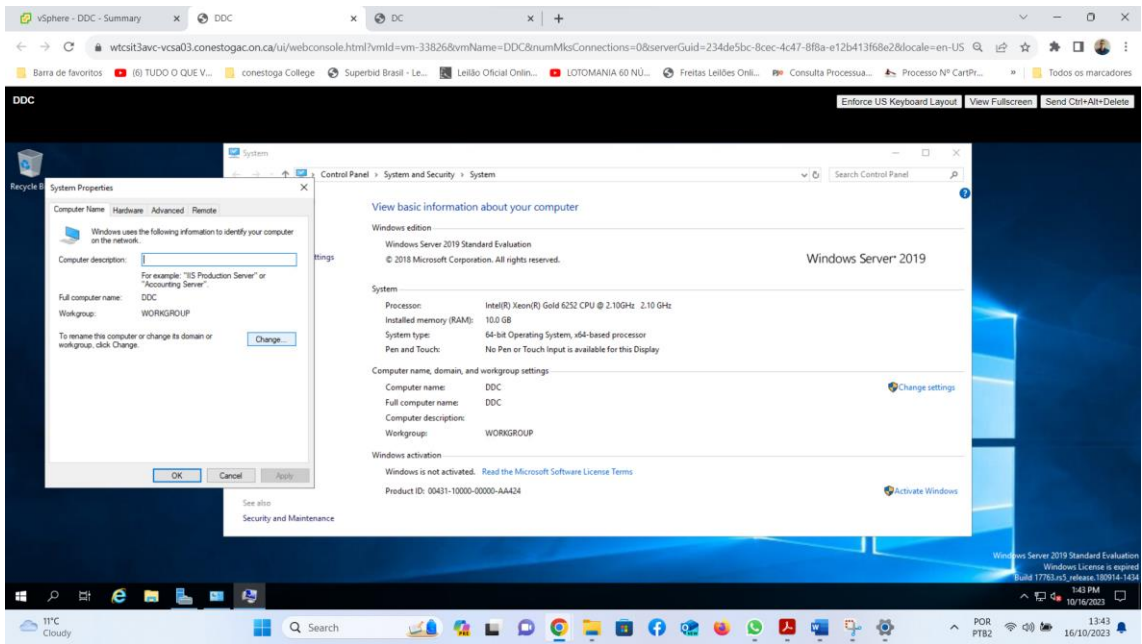 vSphere - DDC - Summary
DDC
DC
wtcsit3avc-vcsa03.conestogac.on.ca/ui/webconsole.html?vmId=vm-33826&vmName=DDC&numMksConnections=0&serverGuid=234de5bc-8cec-4c47-8f8a-e12b413f68e2&locale=en-US
Barra de favoritos
(6) TUDO O QUE V...
conestoga College
Superbid Brasil - Le...
Leilão Oficial Onlin...
LOTOMANIA 60 NÚ...
Freitas Leilões Onli...
Consulta Processua...
Processo Nº CartPr...
Todos os marcadores
DDC
Enforce US Keyboard Layout
View Fullscreen
Send Ctrl+Alt+Delete
Recycle B
System
Control Panel > System and Security > System
Search Control Panel
System Properties
Computer Name
Hardware
Advanced
Remote
Windows uses the following information to identify your computer
on the network.
Computer description:
For example: "IIS Production Server" or
"Accounting Server".
Full computer name: DDC
Workgroup: WORKGROUP
To rename this computer or change its domain or
workgroup, click Change.
Change...
OK
Cancel
Apply
ttings
View basic information about your computer
Windows edition
Windows Server 2019 Standard Evaluation
© 2018 Microsoft Corporation. All rights reserved.
Windows Server 2019
System
Processor: Intel(R) Xeon(R) Gold 6252 CPU @ 2.10GHz 2.10 GHz
Installed memory (RAM): 10.0 GB
System type: 64-bit Operating System, x64-based processor
Pen and Touch: No Pen or Touch Input is available for this Display
Computer name, domain, and workgroup settings
Computer name: DDC
Change settings
Full computer name: DDC
Computer description:
Workgroup: WORKGROUP
Windows activation
Windows is not activated. Read the Microsoft Software License Terms
Product ID: 00431-10000-00000-AA424
Activate Windows
See also
Security and Maintenance
Windows Server 2019 Standard Evaluation
Windows License is expired
Build 17763.rs5_release.180914-1434
1:43 PM
10/16/2023
11°C
Cloudy
Search
POR
PTB2
13:43
16/10/2023